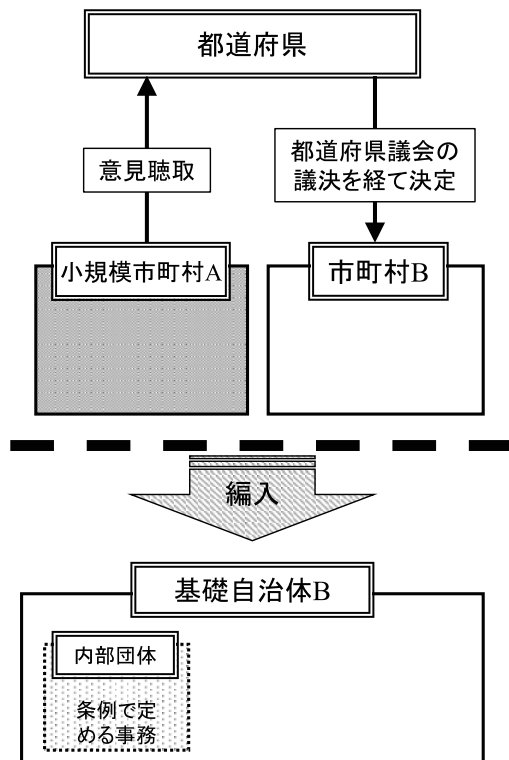 都道府県
意見聴取
都道府県議会の
議決を経て決定
小規模市町村A
市町村B
編入
基礎自治体B
内部団体
条例で定
める事務